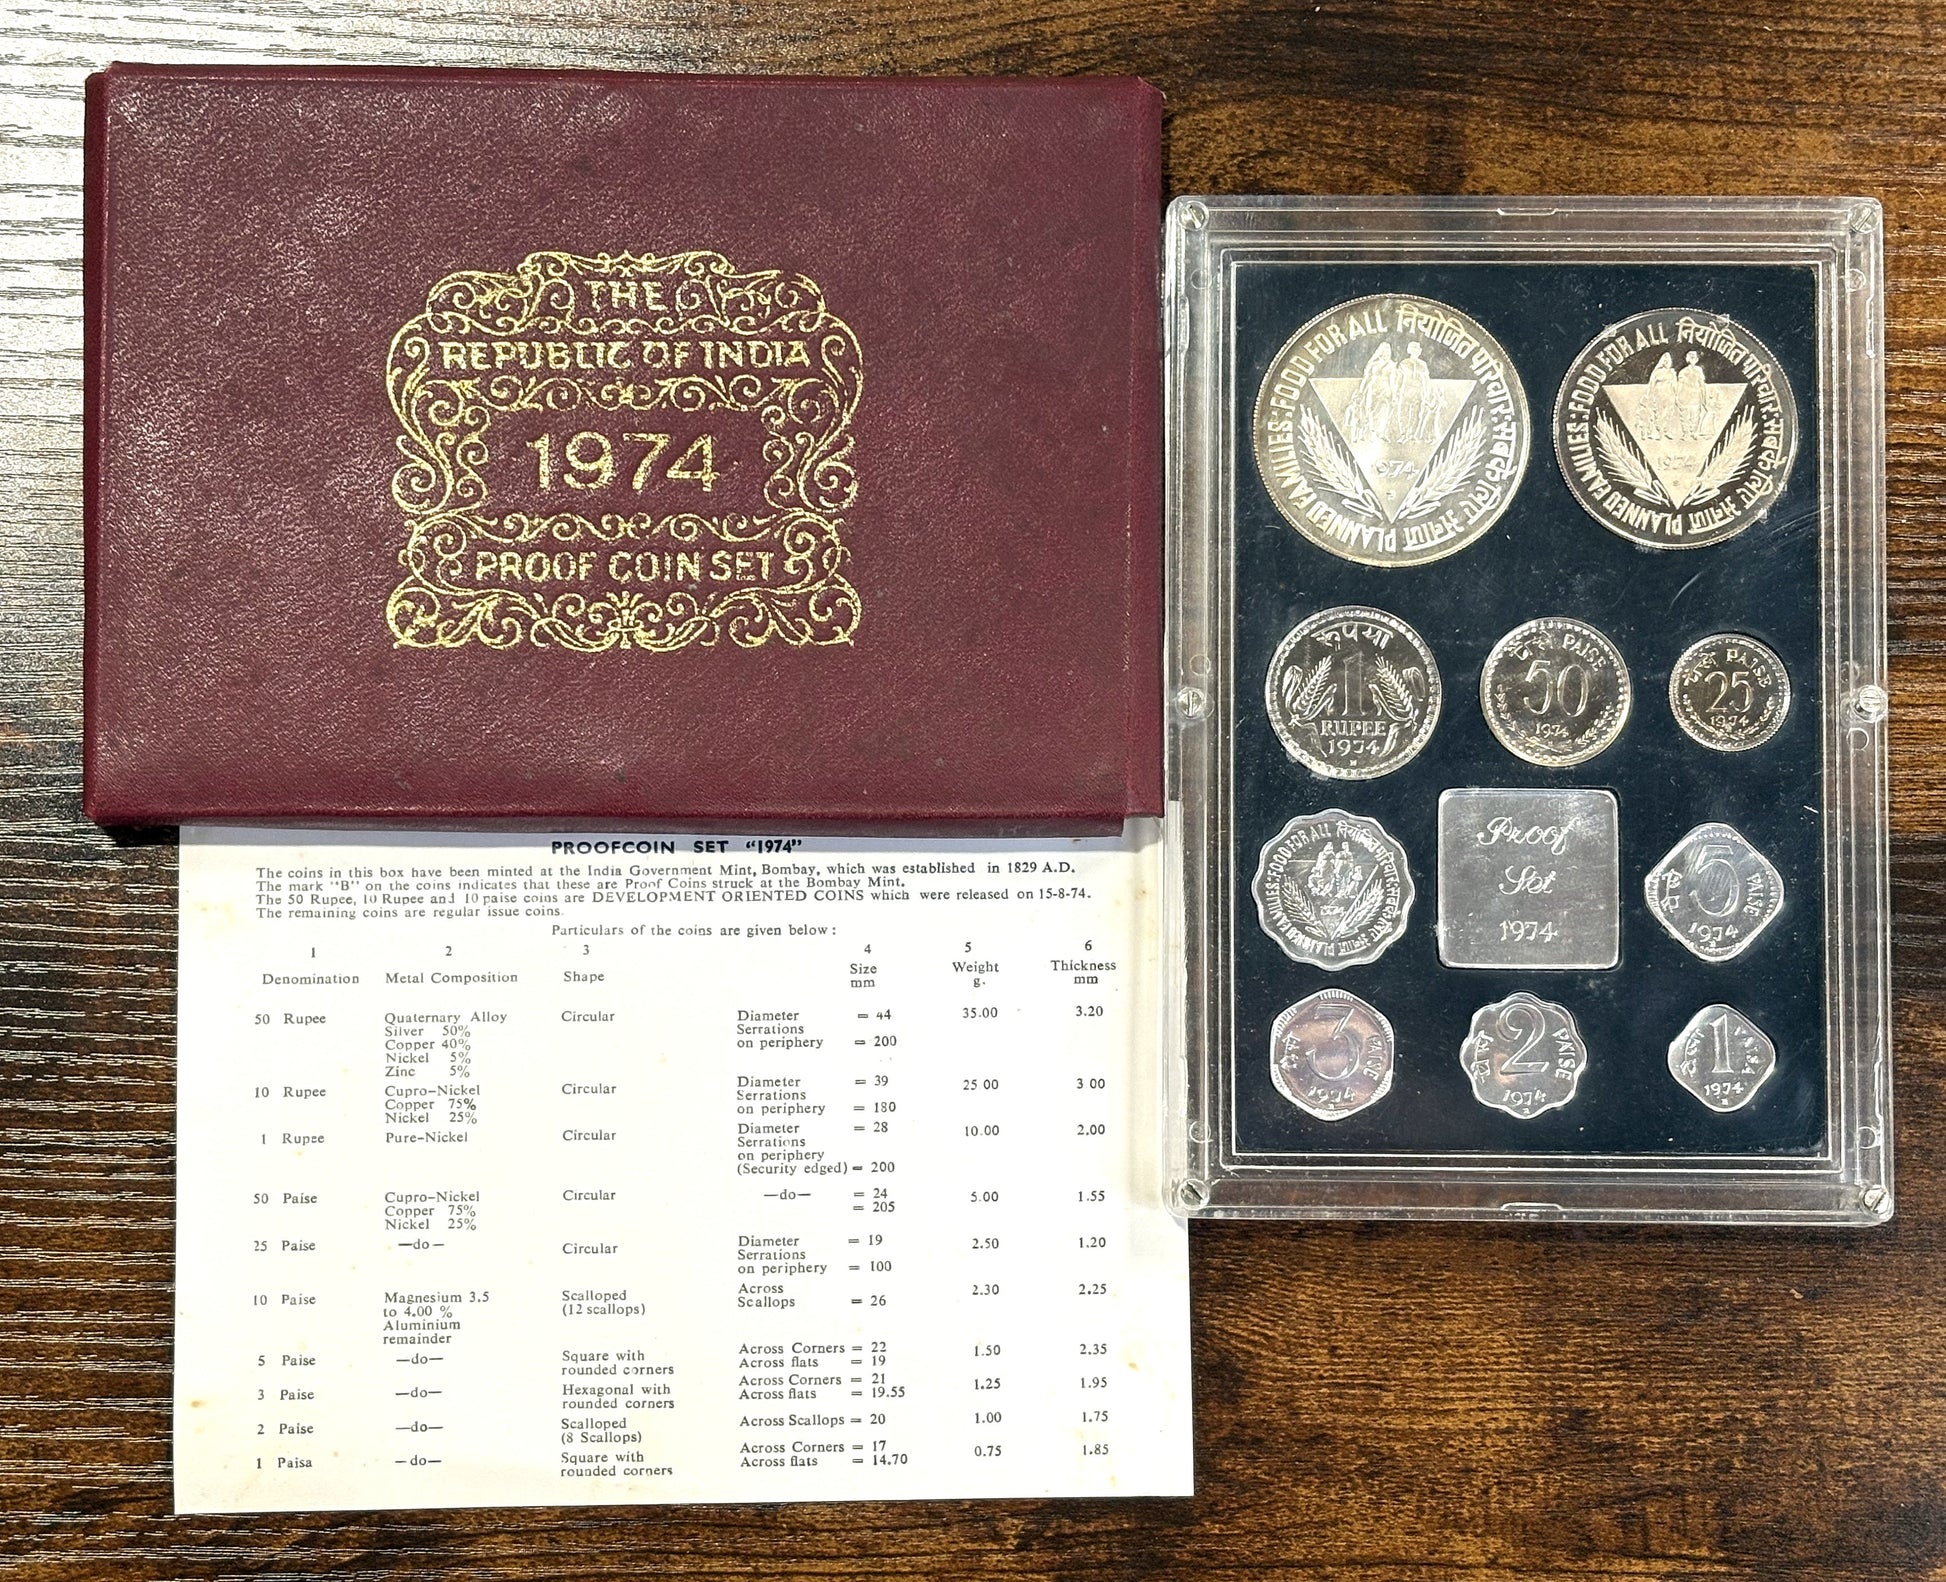 THE
REPUBLIC OF INDIA
1974
PROOF COIN SET
PROOFCOIN SET "1974"
The coins in this box have been minted at the India Government Mint, Bombay, which was established in 1829 A.D.
The mark "B" on the coins indicates that these are Proof Coins struck at the Bombay Mint.
The 50 Rupee, 10 Rupee and 10 paise coins are DEVELOPMENT ORIENTED COINS which were released on 15-8-74.
The remaining coins are regular issue coins.
Particulars of the coins are given below :
1 2 3 4 5 6
Denomination Metal Composition Shape Size mm Weight g. Thickness mm
50 Rupee Quaternary Alloy Circular Diameter = 44 35.00 3.20
Silver 50% Serrations
Copper 40% on periphery = 200
Nickel 5%
Zinc 5%
10 Rupee Cupro-Nickel Circular Diameter = 39 25 00 3 00
Copper 75% Serrations
Nickel 25% on periphery = 180
1 Rupee Pure-Nickel Circular Diameter = 28 10.00 2.00
Serrations
on periphery
(Security edged) = 200
50 Paise Cupro-Nickel Circular —do— = 24 5.00 1.55
Copper 75% = 205
Nickel 25%
25 Paise —do— Circular Diameter = 19 2.50 1.20
Serrations
on periphery = 100
10 Paise Magnesium 3.5 Scalloped Across 2.30 2.25
to 4.00 % (12 scallops) Scallops = 26
Aluminium
remainder
5 Paise —do— Square with Across Corners = 22 1.50 2.35
rounded corners Across flats = 19
3 Paise —do— Hexagonal with Across Corners = 21 1.25 1.95
rounded corners Across flats = 19.55
2 Paise —do— Scalloped Across Scallops = 20 1.00 1.75
(8 Scallops)
1 Paisa —do— Square with Across Corners = 17 0.75 1.85
rounded corners Across flats = 14.70
PLANNED FAMILIES: FOOD FOR ALL नियोजित परिवार: सबके लिए अनाज
1974
PLANNED FAMILIES: FOOD FOR ALL नियोजित परिवार: सबके लिए अनाज
1974
रुपया
1
RUPEE
1974
पैसे PAISE
50
1974
पैसे PAISE
25
1974
PLANNED FAMILIES: FOOD FOR ALL नियोजित परिवार: सबके लिए अनाज
1974
Proof
Set
1974
पैसे 5 PAISE
1974
पैसे 3 PAISE
1974
पैसे 2 PAISE
1974
पैसा 1 PAISA
1974